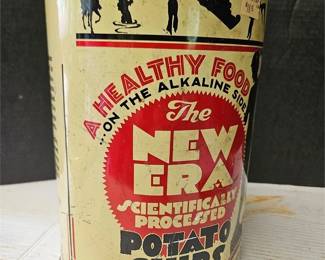 A HEALTHY FOOD
...ON THE ALKALINE SIDE
The
NEW
ERA
SCIENTIFICALLY
PROCESSED
POTATO